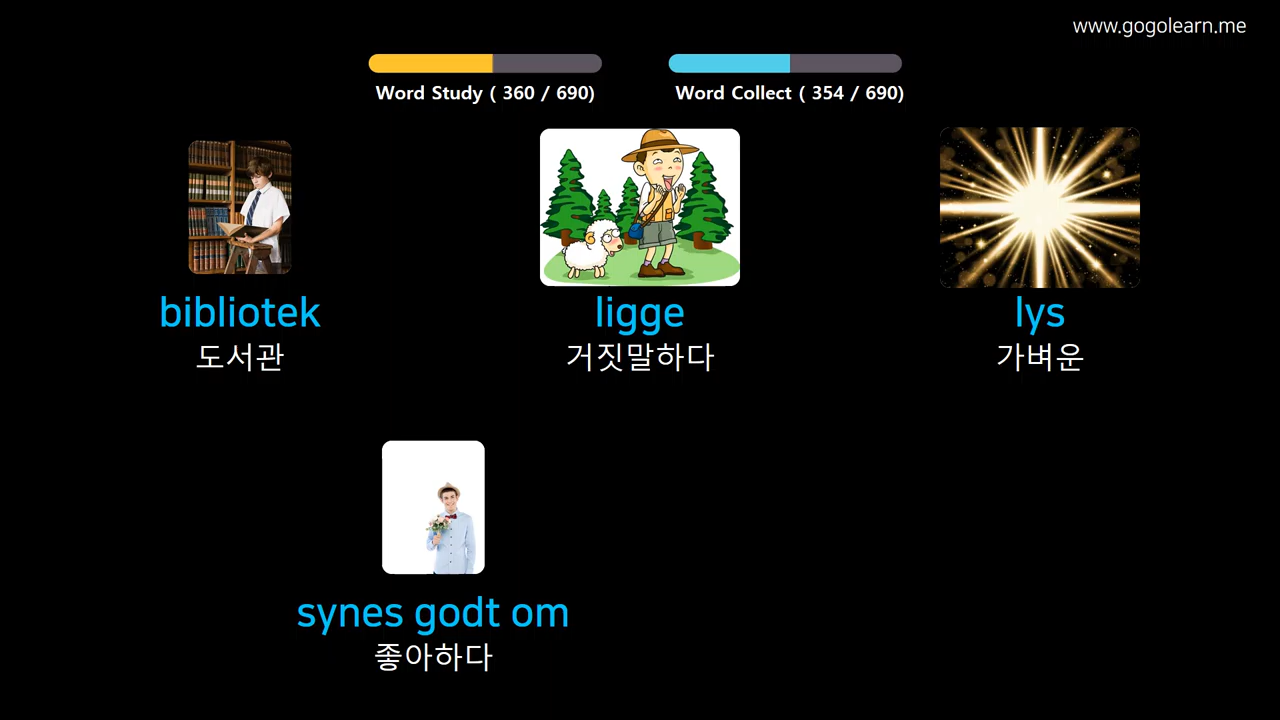 www.gogolearn.me
Word Study ( 360 / 690)
Word Collect ( 354 / 690)
bibliotek
도서관
ligge
거짓말하다
lys
가벼운
synes godt om
좋아하다